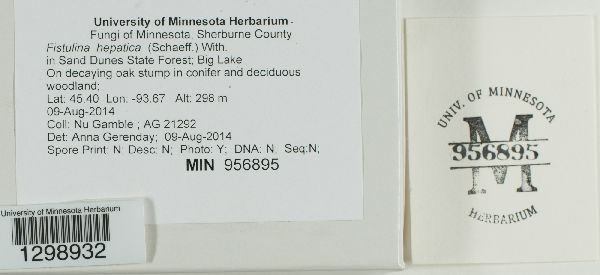 University of Minnesota Herbarium -
Fungi of Minnesota, Sherburne County
Fistulina hepatica (Schaeff.) With.
in Sand Dunes State Forest; Big Lake
On decaying oak stump in conifer and deciduous
woodland;
Lat: 45.40 Lon: -93.67 Alt: 298 m
09-Aug-2014
Coll: Nu Gamble ; AG 21292
Det: Anna Gerenday; 09-Aug-2014
Spore Print: N: Desc: N; Photo: Y; DNA: N; Seq:N;
MIN 956895
University of Minnesota Herbarium
1298932
UNIV. OF MINNESOTA
M
956895
HERBARIUM